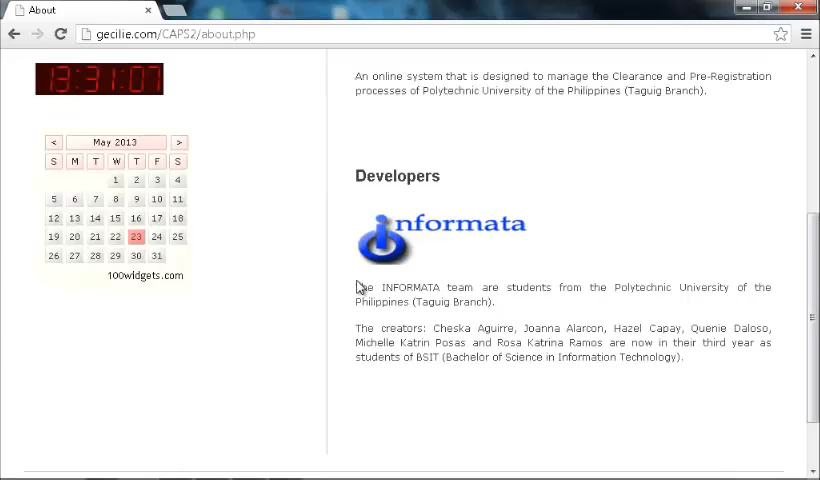 About
gecilie.com/CAPS2/about.php
13:31:07
< May 2013 >
S M T W T F S
1 2 3 4
5 6 7 8 9 10 11
12 13 14 15 16 17 18
19 20 21 22 23 24 25
26 27 28 29 30 31
100widgets.com
An online system that is designed to manage the Clearance and Pre-Registration
processes of Polytechnic University of the Philippines (Taguig Branch).
Developers
informata
The INFORMATA team are students from the Polytechnic University of the
Philippines (Taguig Branch).
The creators: Cheska Aguirre, Joanna Alarcon, Hazel Capay, Quenie Daloso,
Michelle Katrin Posas and Rosa Katrina Ramos are now in their third year as
students of BSIT (Bachelor of Science in Information Technology).